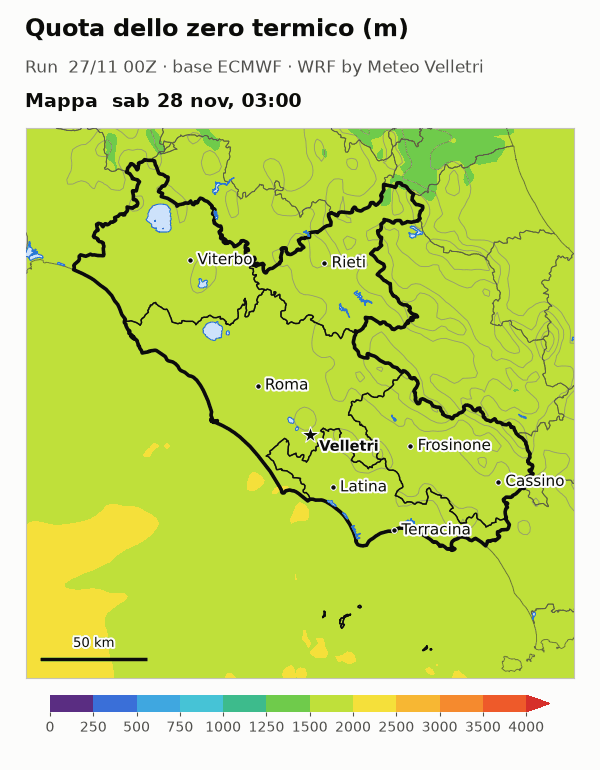 Quota dello zero termico (m)
Run  27/11 00Z · base ECMWF · WRF by Meteo Velletri
Mappa  sab 28 nov, 03:00
Viterbo
Rieti
Roma
Velletri
Frosinone
Cassino
Latina
Terracina
50 km
0 250 500 750 1000 1250 1500 2000 2500 3000 3500 4000